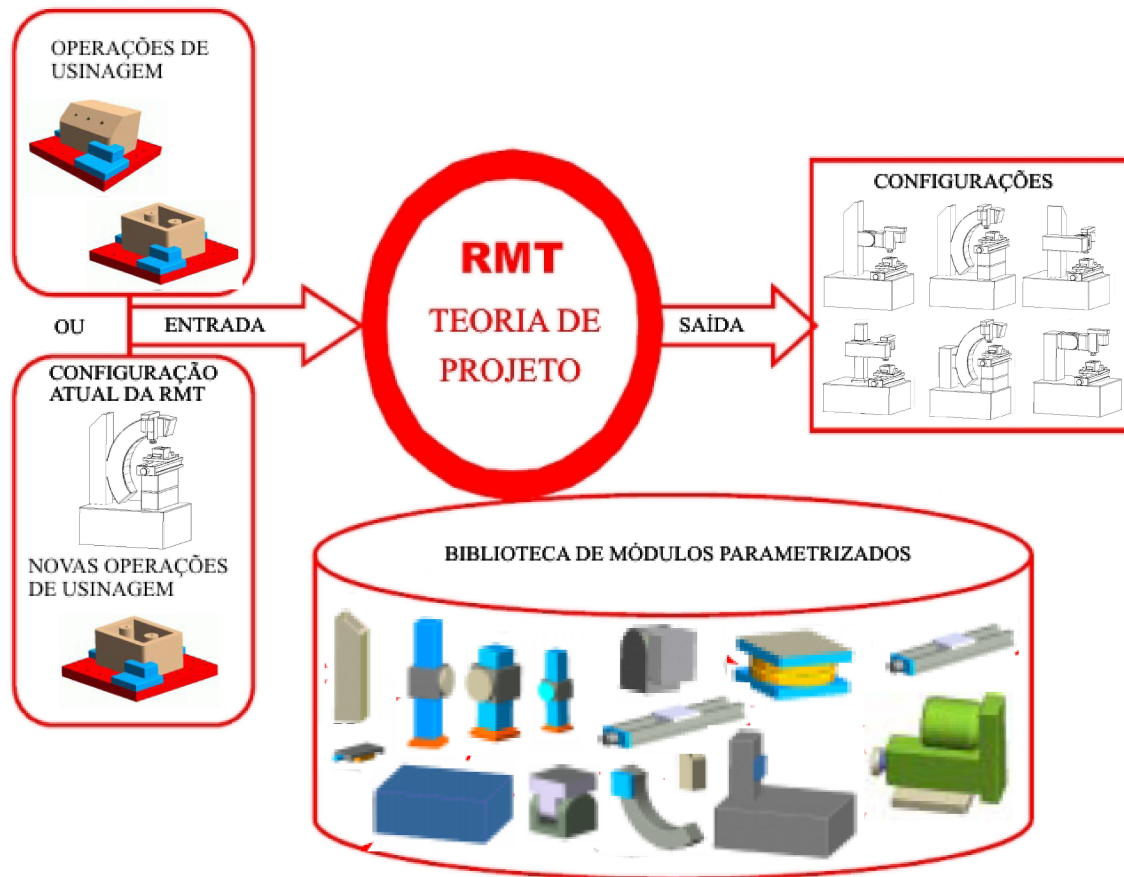 OPERAÇÕES DE
USINAGEM
OU
ENTRADA
CONFIGURAÇÃO
ATUAL DA RMT
NOVAS OPERAÇÕES
DE USINAGEM
RMT
TEORIA DE
PROJETO
SAÍDA
CONFIGURAÇÕES
BIBLIOTECA DE MÓDULOS PARAMETRIZADOS